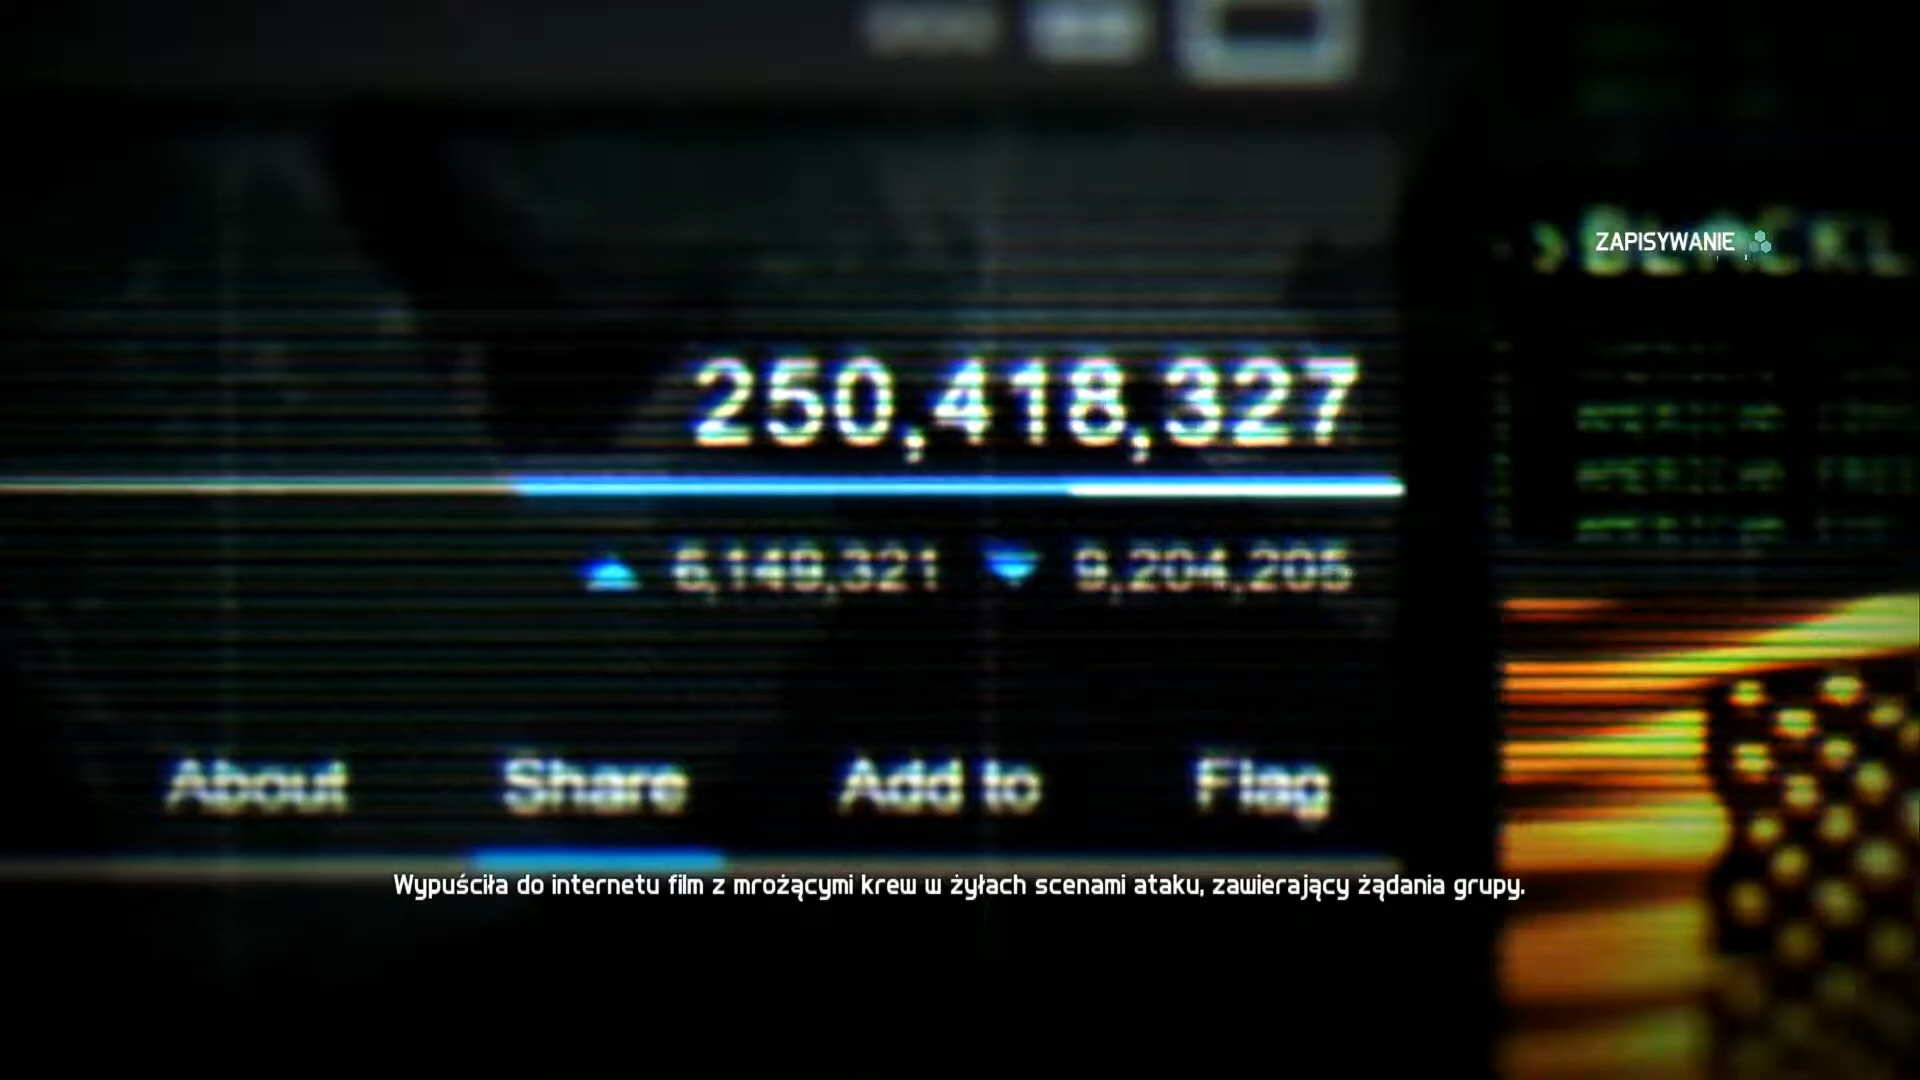 ZAPISYWANIE
250,418,327
6,149,321 9,204,205
About Share Add to Flag
Wypuściła do internetu film z mrożącymi krew w żyłach scenami ataku, zawierający żądania grupy.